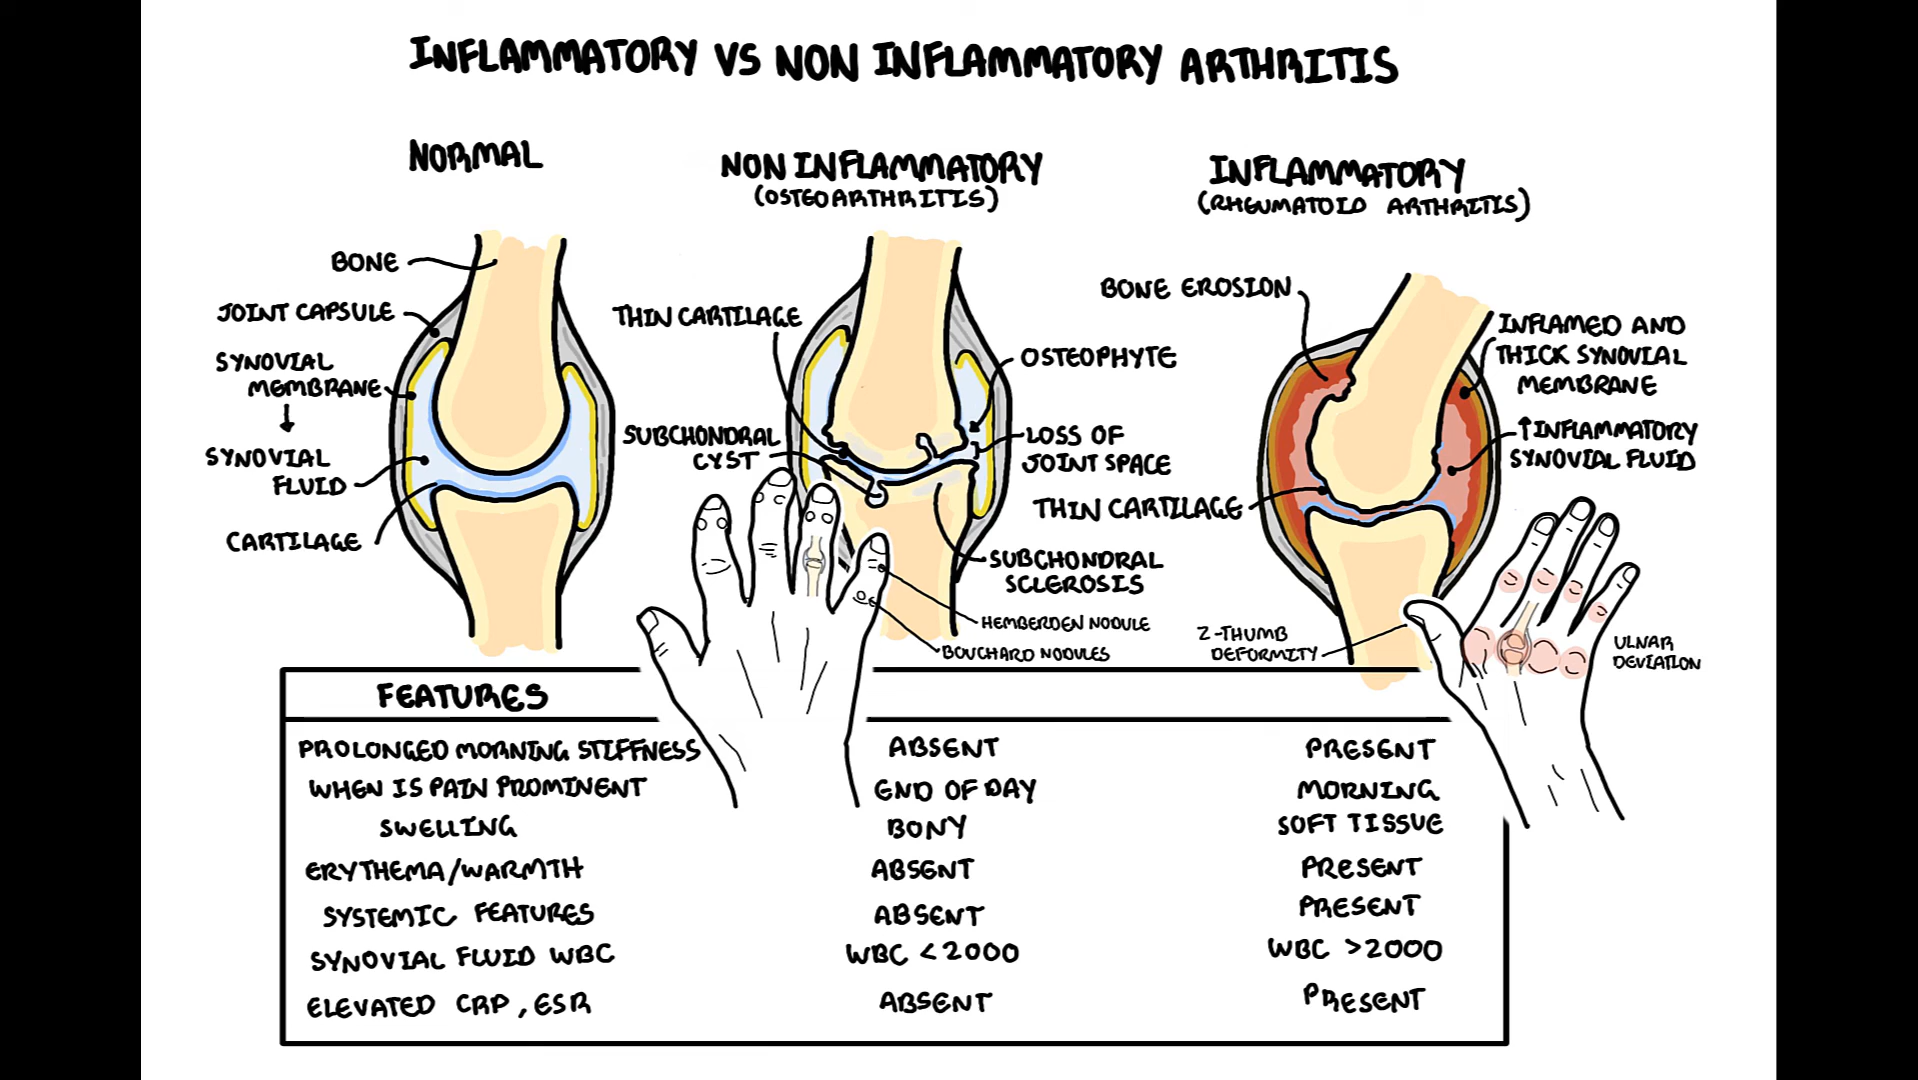 INFLAMMATORY VS NON INFLAMMATORY ARTHRITIS
NORMAL
BONE
JOINT CAPSULE
SYNOVIAL
MEMBRANE
SYNOVIAL
FLUID
CARTILAGE
NON INFLAMMATORY
(OSTEOARTHRITIS)
THIN CARTILAGE
SUBCHONDRAL
CYST
OSTEOPHYTE
LOSS OF
JOINT SPACE
SUBCHONDRAL
SCLEROSIS
HEMBERDEN NODULE
BOUCHARD NODULES
INFLAMMATORY
(RHEUMATOID ARTHRITIS)
BONE EROSION
INFLAMED AND
THICK SYNOVIAL
MEMBRANE
↑INFLAMMATORY
SYNOVIAL FLUID
THIN CARTILAGE
Z-THUMB
DEFORMITY
ULNAR
DEVIATION
FEATURES
PROLONGED MORNING STIFFNESS ABSENT PRESENT
WHEN IS PAIN PROMINENT END OF DAY MORNING
SWELLING BONY SOFT TISSUE
ERYTHEMA/WARMTH ABSENT PRESENT
SYSTEMIC FEATURES ABSENT PRESENT
SYNOVIAL FLUID WBC WBC < 2000 WBC > 2000
ELEVATED CRP, ESR ABSENT PRESENT